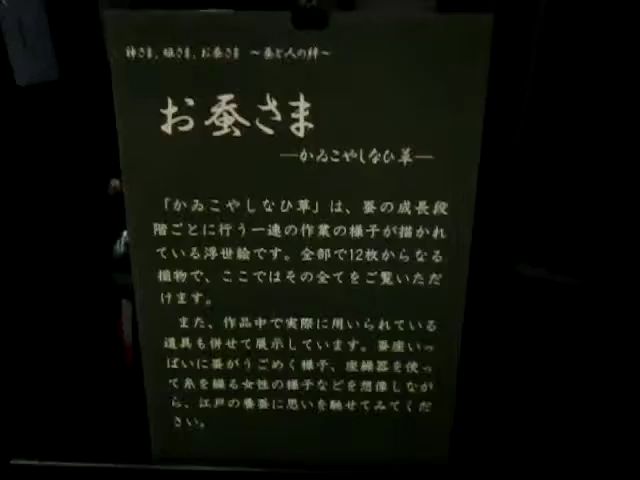 神さま、姫さま、お蚕さま ～蚕と人の絆～
お蚕さま
―かゐこやしなひ草―
「かゐこやしなひ草」は、蚕の成長段
階ごとに行う一連の作業の様子が描かれ
ている浮世絵です。全部で12枚からなる
揃物で、ここではその全てをご覧いただ
けます。
また、作品中で実際に用いられている
道具も併せて展示しています。蚕座いっ
ぱいに蚕がうごめく様子、座繰器を使っ
て糸を繰る女性の様子などを想像しなが
ら、江戸の養蚕に思いを馳せてみてくだ
さい。